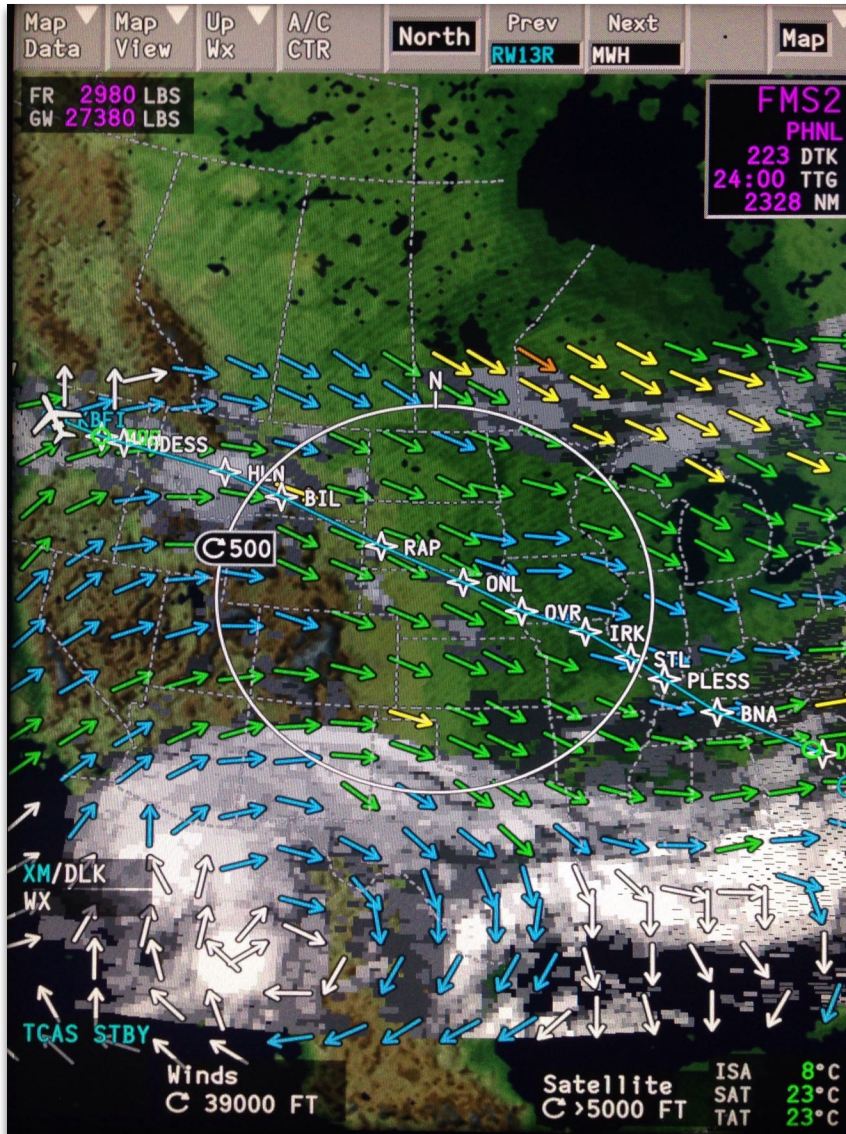 Map Data
Map View
Up Wx
A/C CTR
North
Prev
RW13R
Next
MWH
Map
FR 2980 LBS
GW 27380 LBS
FMS2
PHNL
223 DTK
24:00 TTG
2328 NM
N
KBFI
ODESS
HLN
BIL
500
RAP
ONL
OVR
IRK
STL
PLESS
BNA
D
XM/DLK
WX
TCAS STBY
Winds
39000 FT
Satellite
>5000 FT
ISA 8°C
SAT 23°C
TAT 23°C